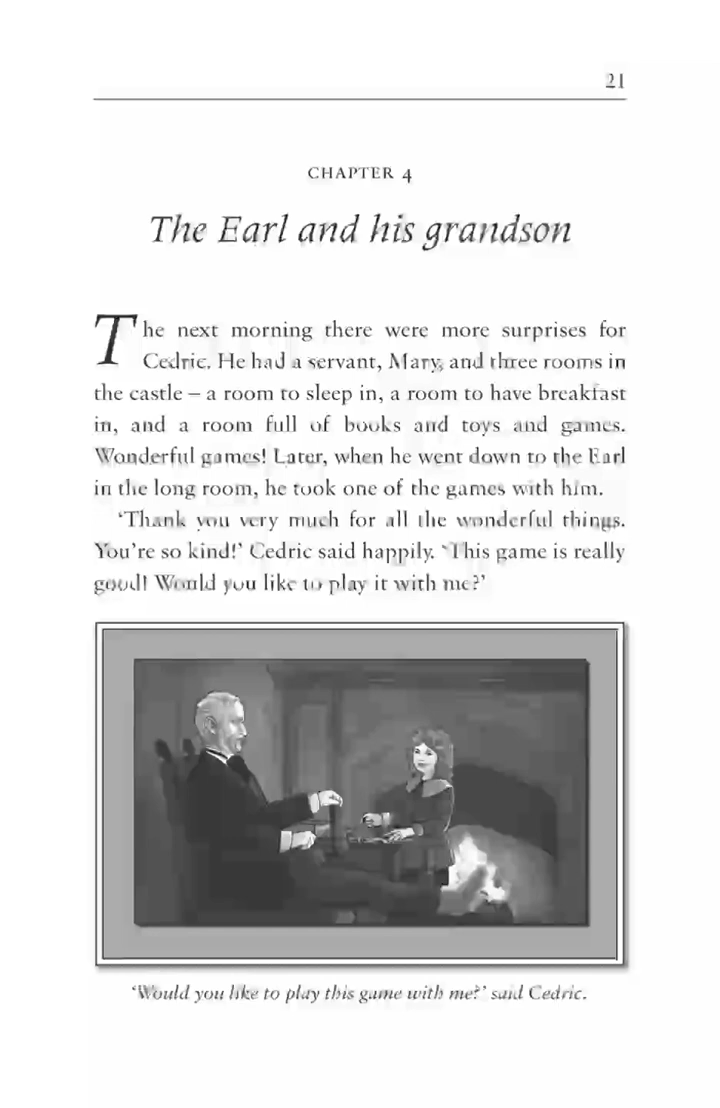 21
CHAPTER 4
The Earl and his grandson
The next morning there were more surprises for
Cedric. He had a servant, Mary, and three rooms in
the castle – a room to sleep in, a room to have breakfast
in, and a room full of books and toys and games.
Wonderful games! Later, when he went down to the Earl
in the long room, he took one of the games with him.
‘Thank you very much for all the wonderful things.
You’re so kind!’ Cedric said happily. ‘This game is really
good! Would you like to play it with me?’
‘Would you like to play this game with me?’ said Cedric.